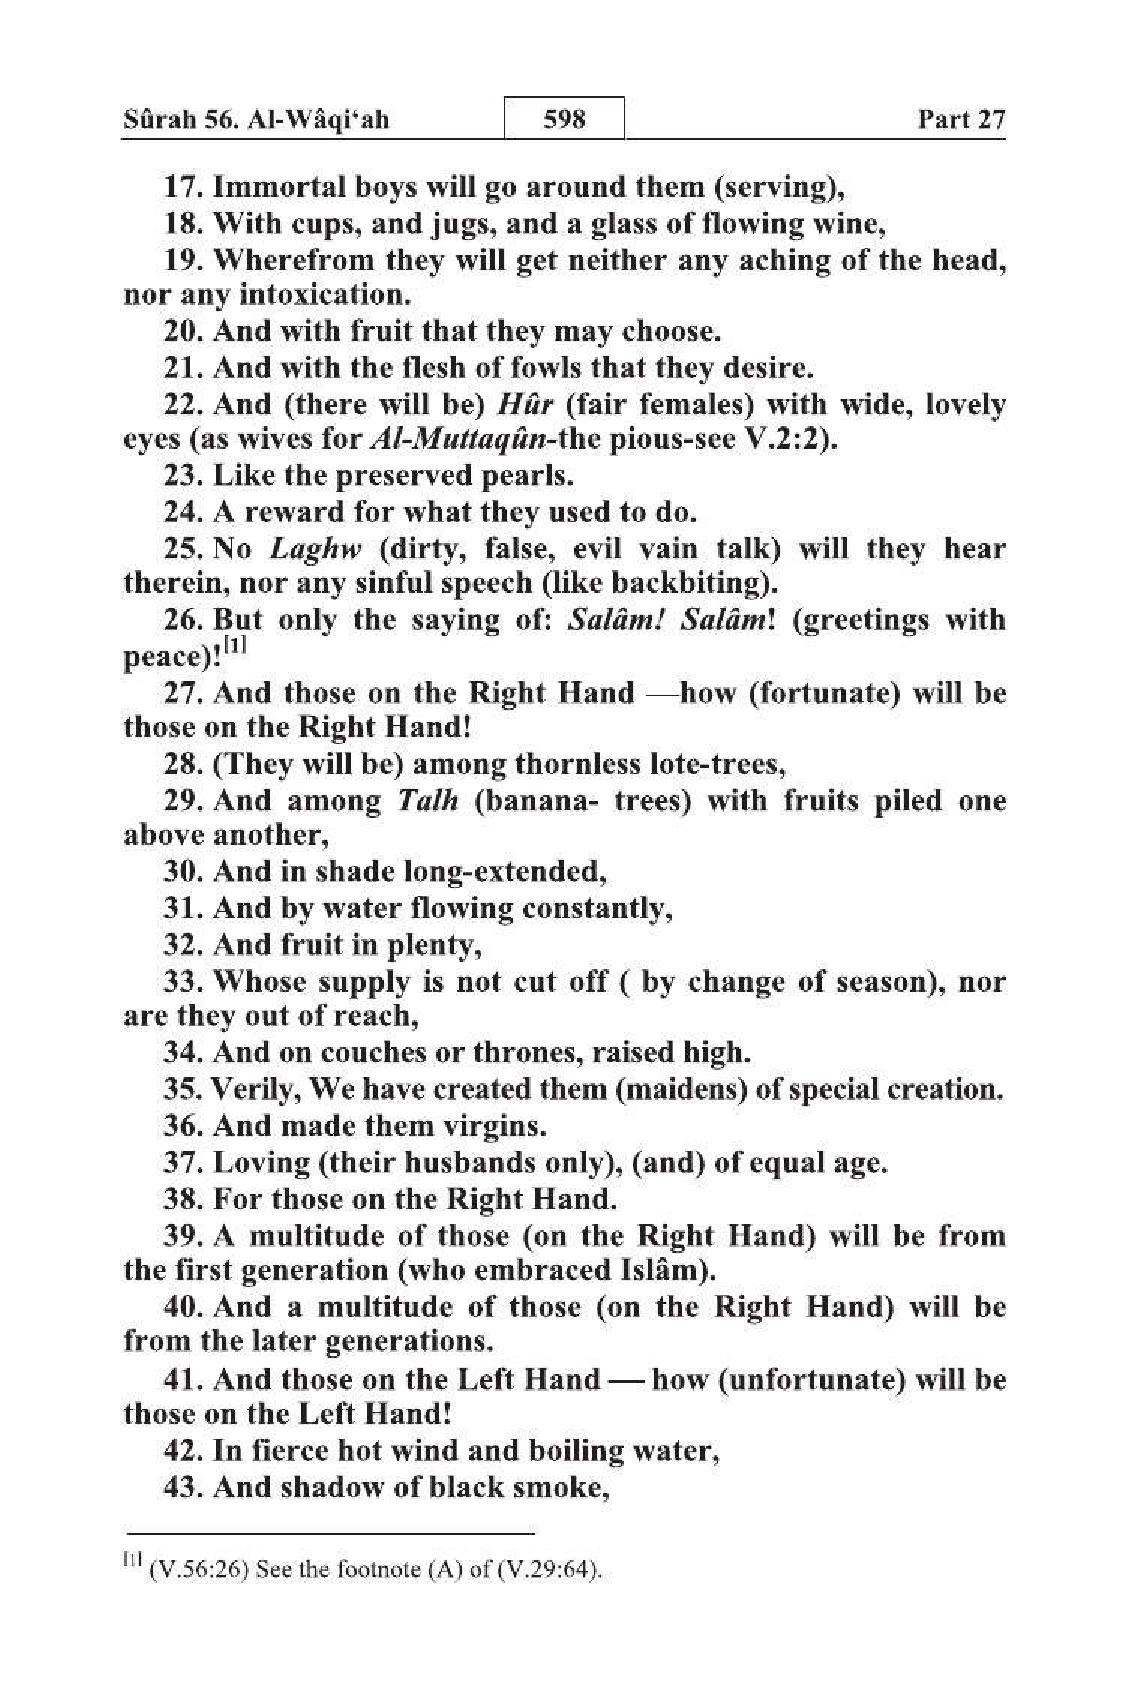 Sûrah 56. Al-Wâqi‘ah 598 Part 27
17. Immortal boys will go around them (serving),
18. With cups, and jugs, and a glass of flowing wine,
19. Wherefrom they will get neither any aching of the head,
nor any intoxication.
20. And with fruit that they may choose.
21. And with the flesh of fowls that they desire.
22. And (there will be) Hûr (fair females) with wide, lovely
eyes (as wives for Al-Muttaqûn-the pious-see V.2:2).
23. Like the preserved pearls.
24. A reward for what they used to do.
25. No Laghw (dirty, false, evil vain talk) will they hear
therein, nor any sinful speech (like backbiting).
26. But only the saying of: Salâm! Salâm! (greetings with
peace)![1]
27. And those on the Right Hand —how (fortunate) will be
those on the Right Hand!
28. (They will be) among thornless lote-trees,
29. And among Talh (banana- trees) with fruits piled one
above another,
30. And in shade long-extended,
31. And by water flowing constantly,
32. And fruit in plenty,
33. Whose supply is not cut off ( by change of season), nor
are they out of reach,
34. And on couches or thrones, raised high.
35. Verily, We have created them (maidens) of special creation.
36. And made them virgins.
37. Loving (their husbands only), (and) of equal age.
38. For those on the Right Hand.
39. A multitude of those (on the Right Hand) will be from
the first generation (who embraced Islâm).
40. And a multitude of those (on the Right Hand) will be
from the later generations.
41. And those on the Left Hand — how (unfortunate) will be
those on the Left Hand!
42. In fierce hot wind and boiling water,
43. And shadow of black smoke,
[1] (V.56:26) See the footnote (A) of (V.29:64).